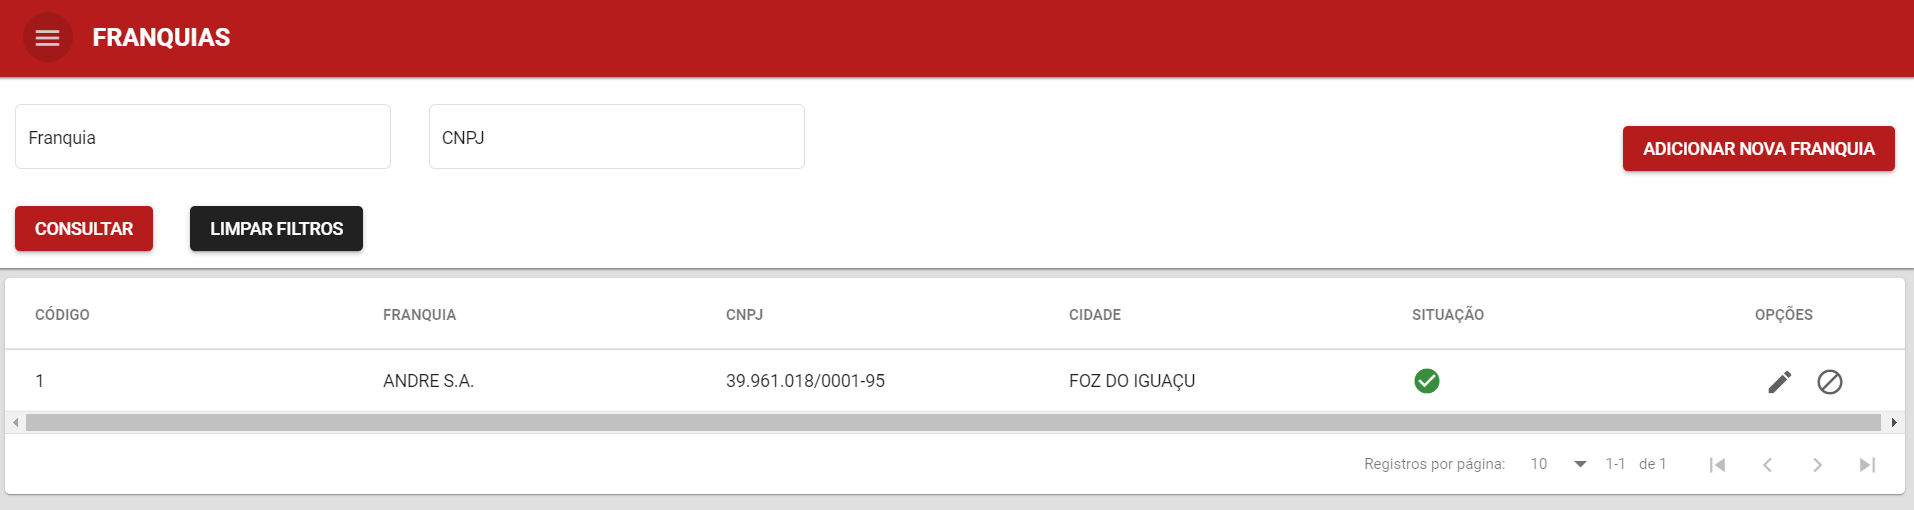 FRANQUIAS
Franquia
CNPJ
ADICIONAR NOVA FRANQUIA
CONSULTAR
LIMPAR FILTROS
CÓDIGO FRANQUIA CNPJ CIDADE SITUAÇÃO OPÇÕES
1 ANDRE S.A. 39.961.018/0001-95 FOZ DO IGUAÇU
Registros por página: 10 1-1 de 1